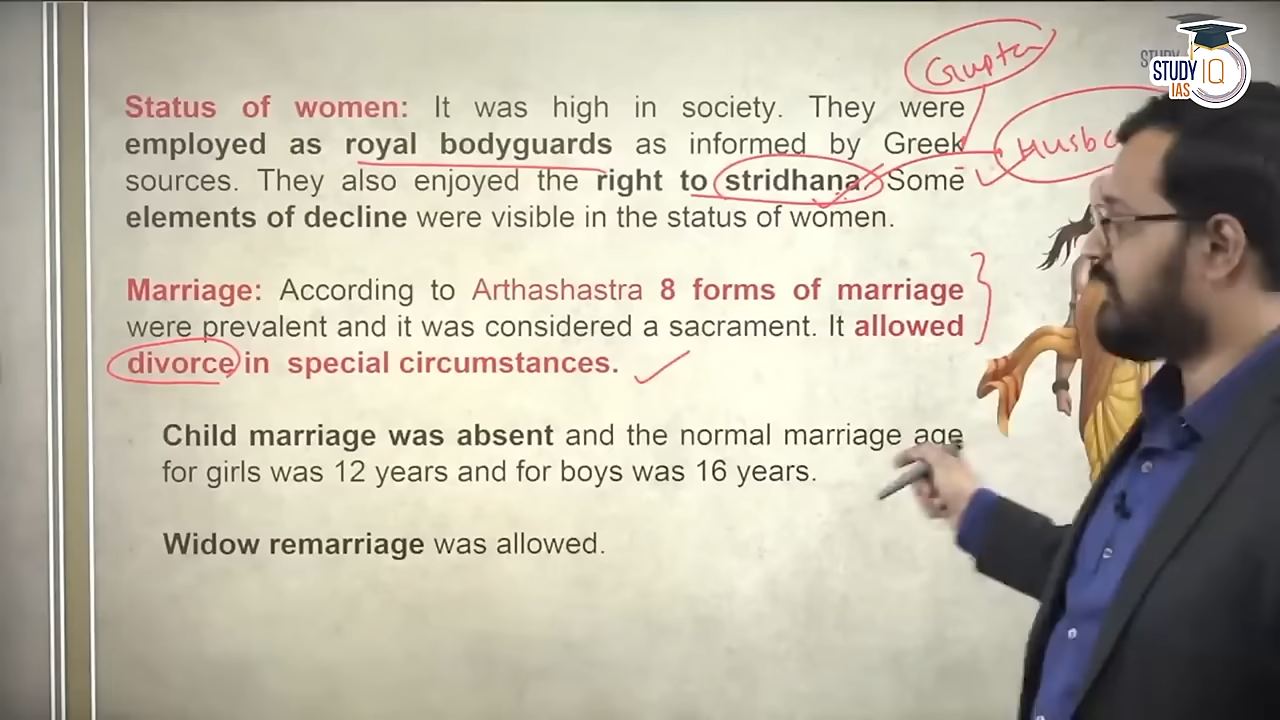 Gupta
STUDY IQ
IAS
Status of women: It was high in society. They were
employed as royal bodyguards as informed by Greek
sources. They also enjoyed the right to stridhana. Some
elements of decline were visible in the status of women.
Marriage: According to Arthashastra 8 forms of marriage
were prevalent and it was considered a sacrament. It allowed
divorce in special circumstances.
Child marriage was absent and the normal marriage age
for girls was 12 years and for boys was 16 years.
Widow remarriage was allowed.